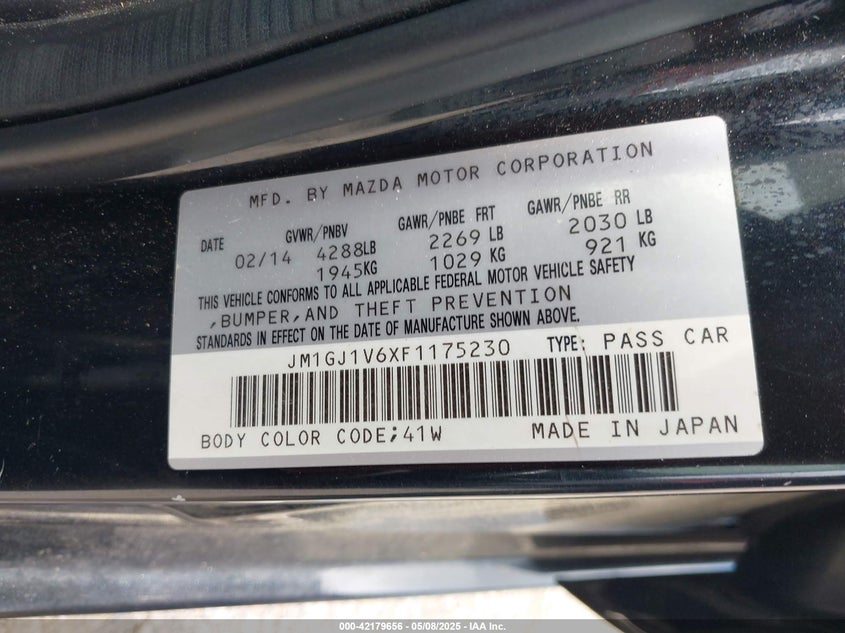 MFD. BY MAZDA MOTOR CORPORATION
DATE GVWR/PNBV GAWR/PNBE FRT GAWR/PNBE RR
02/14 4288LB 2269 LB 2030 LB
1945KG 1029 KG 921 KG
THIS VEHICLE CONFORMS TO ALL APPLICABLE FEDERAL MOTOR VEHICLE SAFETY
,BUMPER,AND THEFT PREVENTION
STANDARDS IN EFFECT ON THE DATE OF MANUFACTURE SHOWN ABOVE.
JM1GJ1V6XF1175230 TYPE: PASS CAR
BODY COLOR CODE;41W MADE IN JAPAN
000-42179656 - 05/08/2025 - IAA Inc.